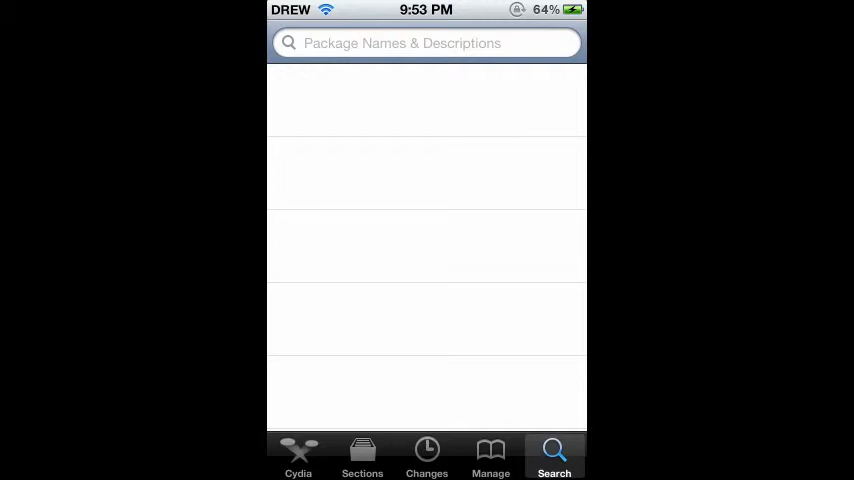 DREW 9:53 PM 64%
Package Names & Descriptions
Cydia Sections Changes Manage Search